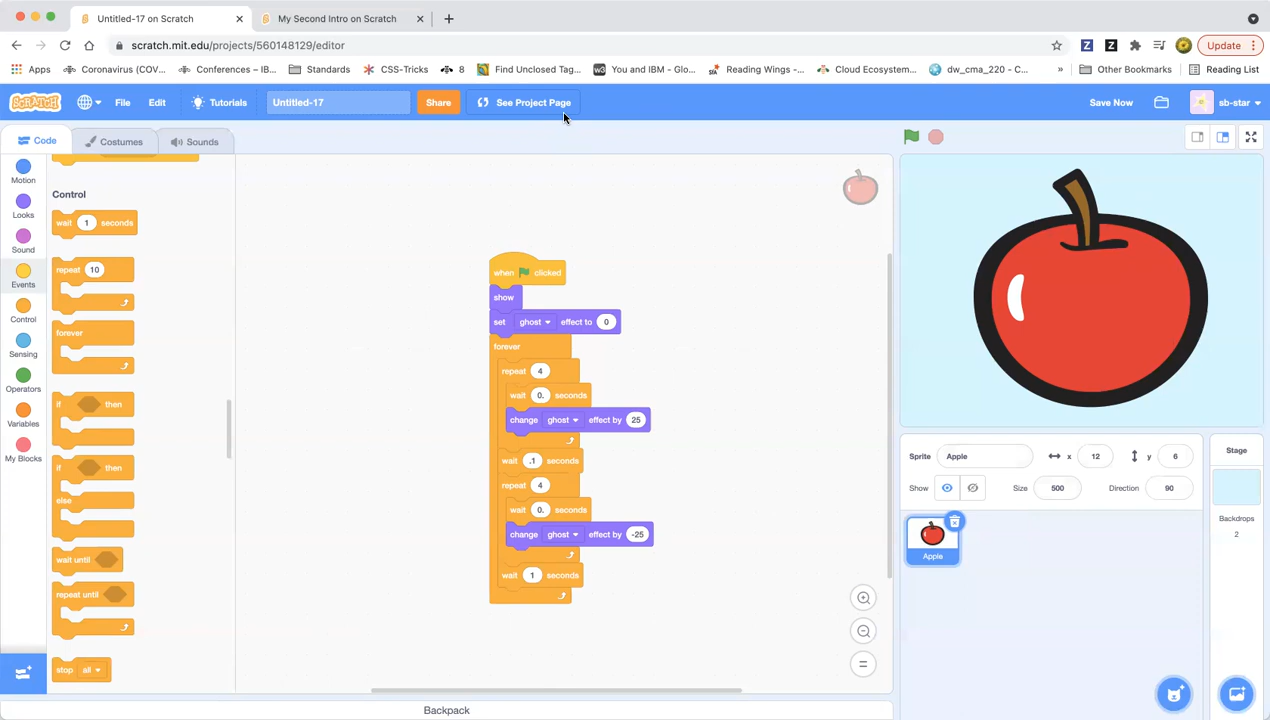 Untitled-17 on Scratch
My Second Intro on Scratch
scratch.mit.edu/projects/560148129/editor
Update
Apps
Coronavirus (COV...
Conferences – IB...
Standards
CSS-Tricks
8
Find Unclosed Tag...
You and IBM - Glo...
Reading Wings -...
Cloud Ecosystem...
dw_cma_220 - C...
»
Other Bookmarks
Reading List
SCRATCH
File
Edit
Tutorials
Untitled-17
Share
See Project Page
Save Now
sb-star
Code
Costumes
Sounds
Motion
Looks
Sound
Events
Control
Sensing
Operators
Variables
My Blocks
Control
wait 1 seconds
repeat 10
forever
if then
if then
else
wait until
repeat until
stop all
when clicked
show
set ghost effect to 0
forever
repeat 4
wait 0. seconds
change ghost effect by 25
wait .1 seconds
repeat 4
wait 0. seconds
change ghost effect by -25
wait 1 seconds
Sprite Apple x 12 y 6
Show Size 500 Direction 90
Apple
Stage
Backdrops
2
Backpack